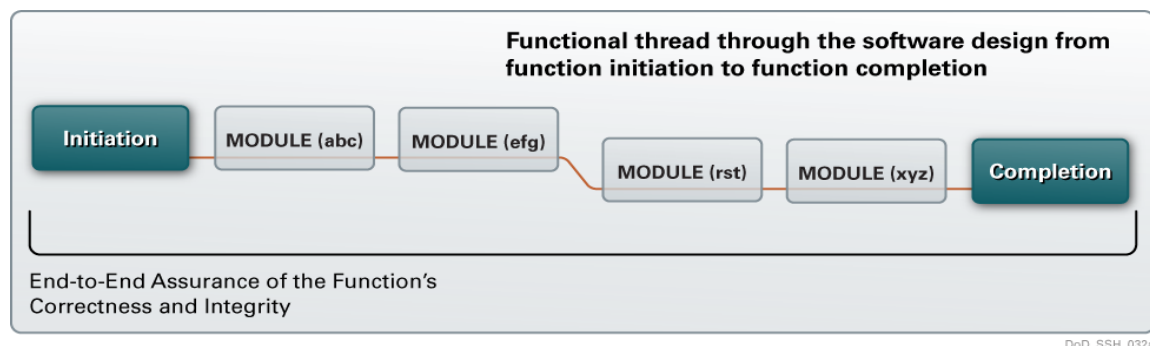 Functional thread through the software design from
function initiation to function completion
Initiation
MODULE (abc)
MODULE (efg)
MODULE (rst)
MODULE (xyz)
Completion
End-to-End Assurance of the Function's
Correctness and Integrity